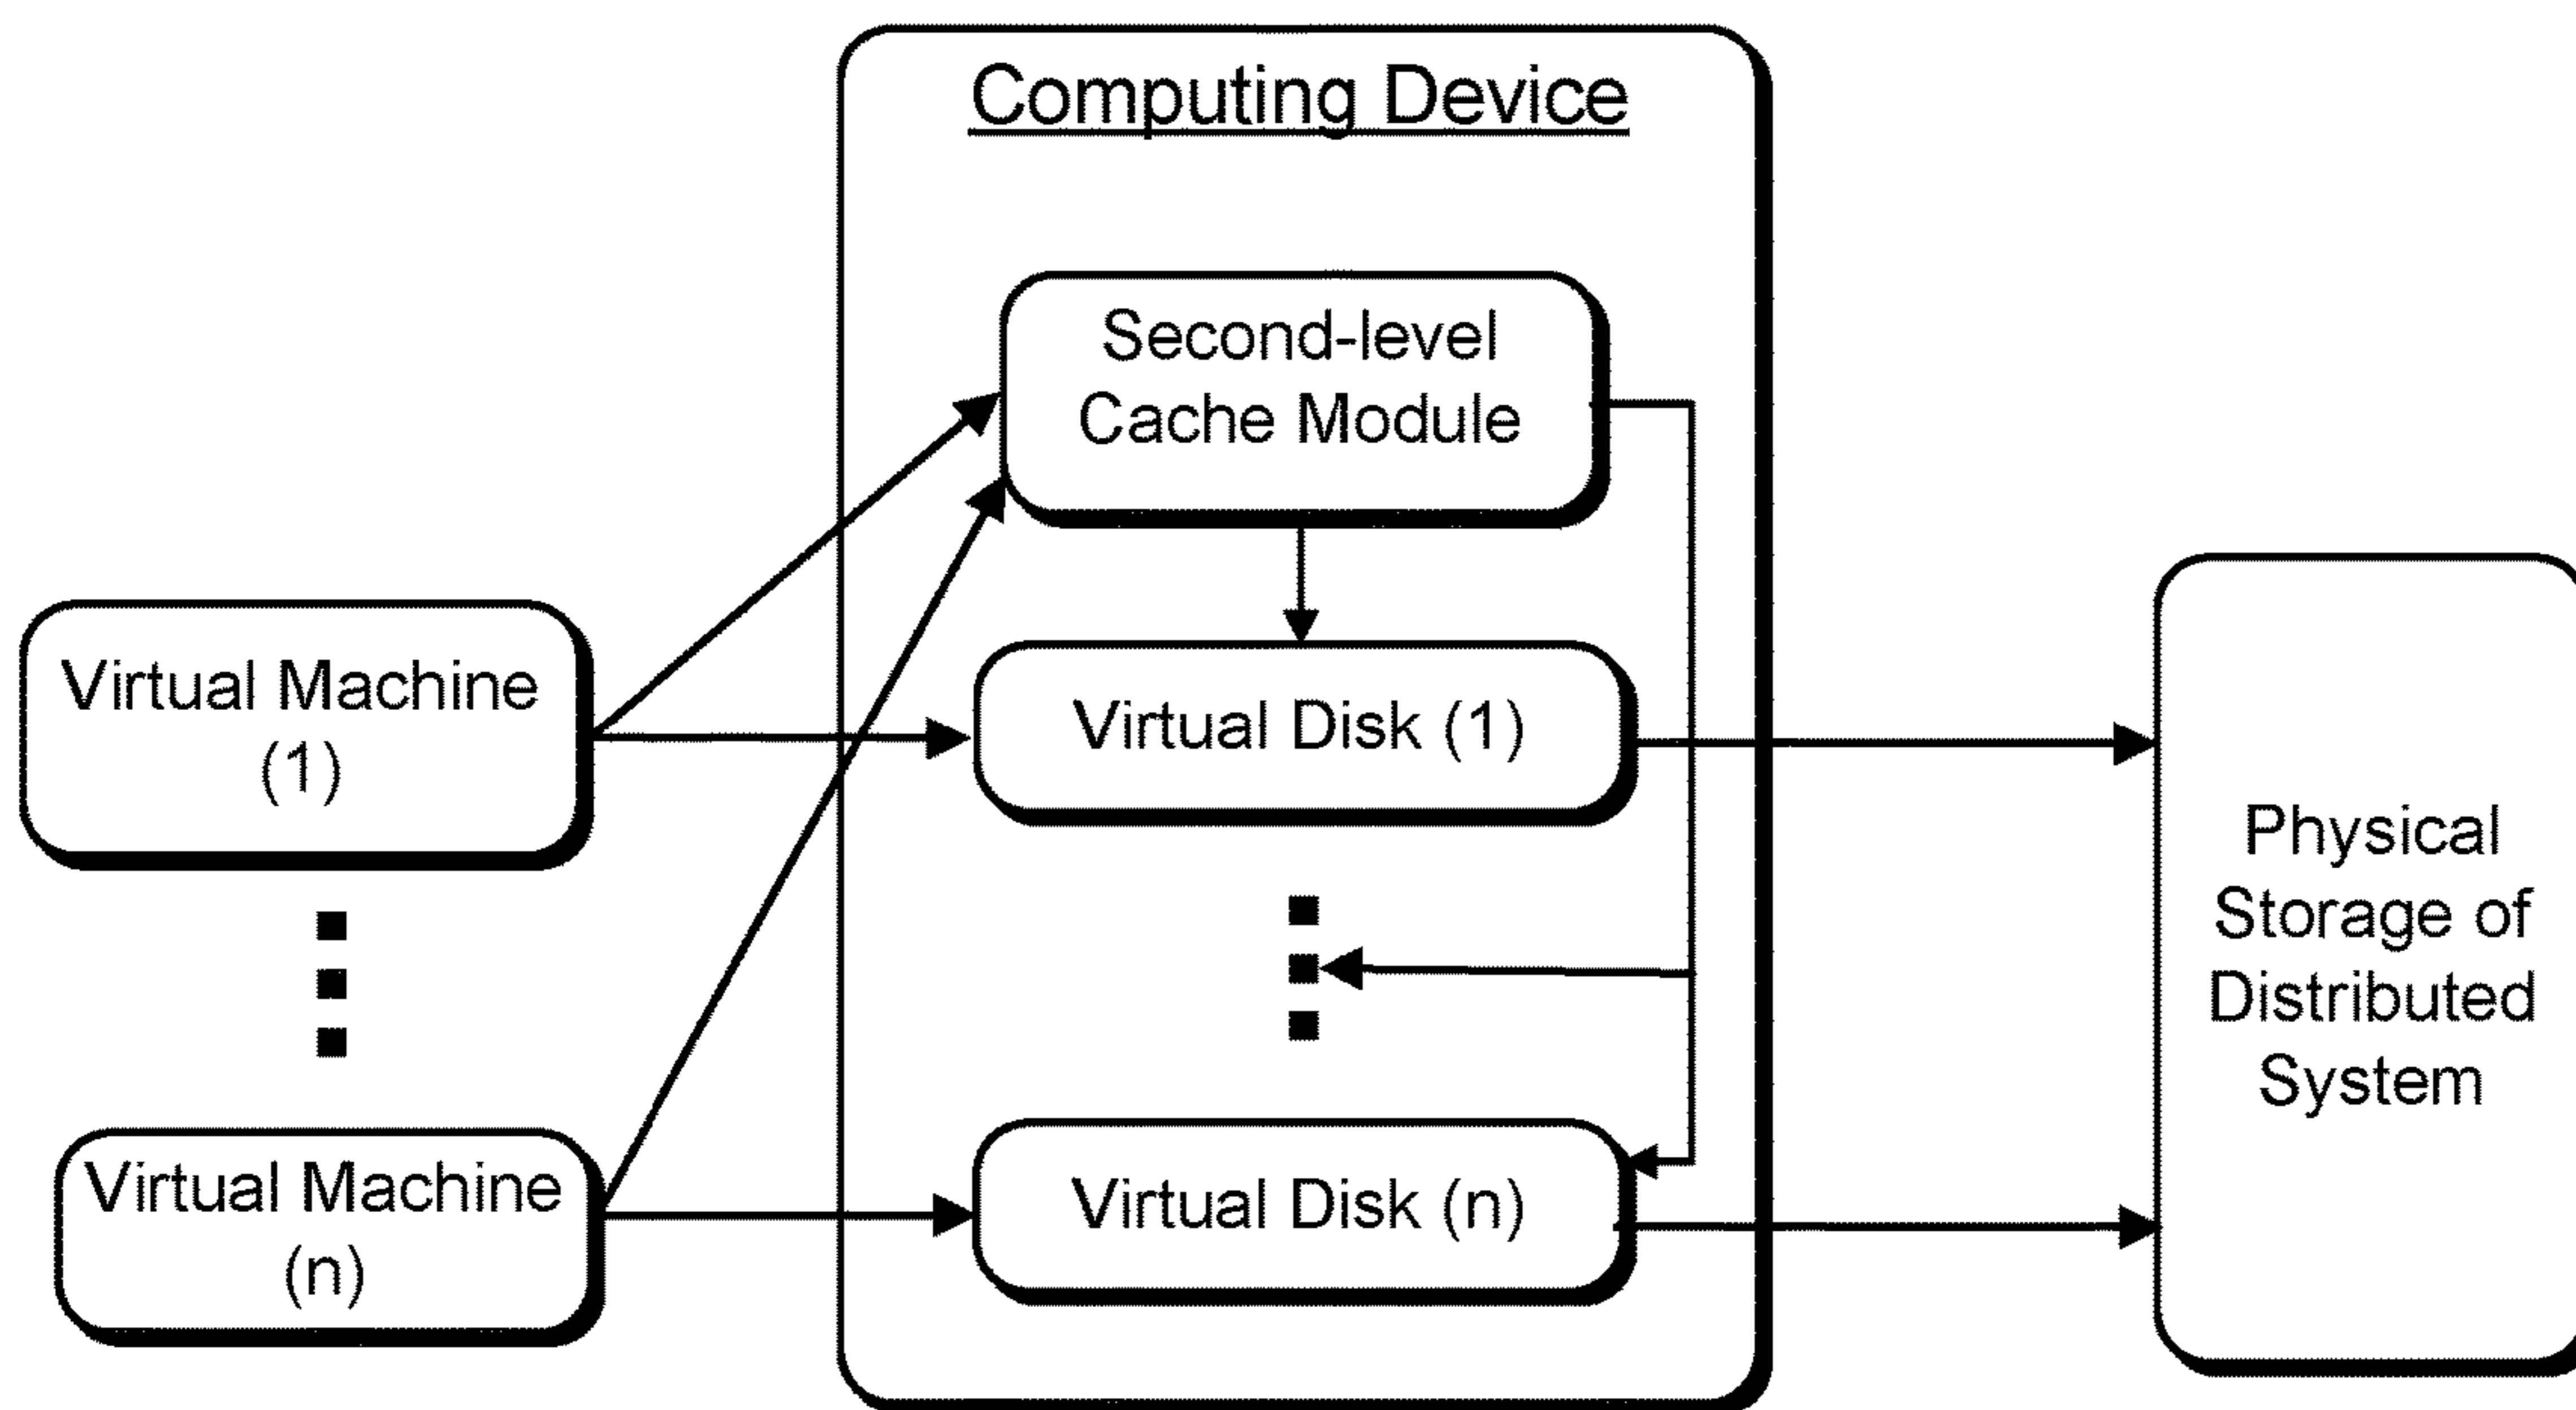 Computing Device
Second-level
Cache Module
Virtual Machine
(1)
Virtual Disk (1)
Physical
Storage of
Distributed
System
Virtual Machine
(n)
Virtual Disk (n)